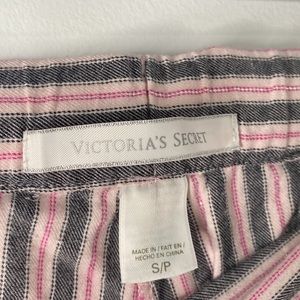 VICTORIA'S SECRET
MADE IN / FAIT EN /
HECHO EN CHINA
S/P